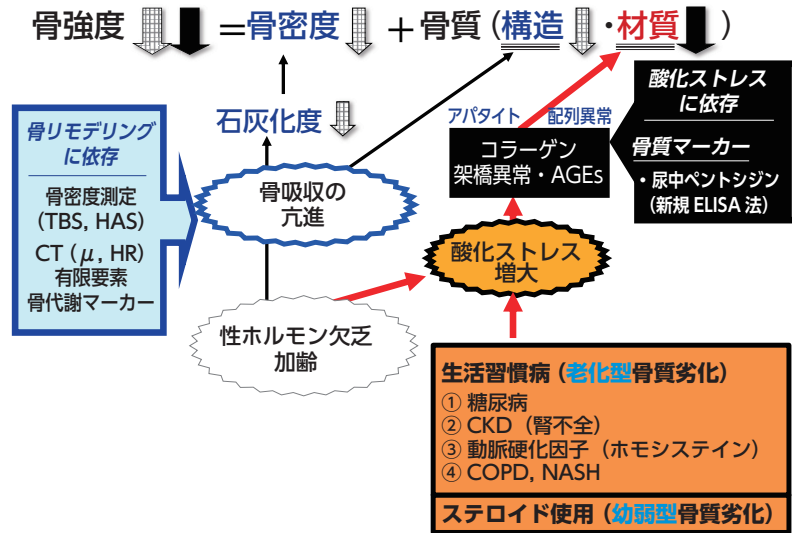 骨強度 = 骨密度 + 骨質 (構造 ・材質 )
石灰化度
アパタイト 配列異常
コラーゲン
架橋異常・AGEs
酸化ストレス
に依存
骨質マーカー
・尿中ペントシジン
(新規 ELISA 法)
骨リモデリング
に依存
骨密度測定
(TBS, HAS)
CT (μ, HR)
有限要素
骨代謝マーカー
骨吸収の
亢進
酸化ストレス
増大
性ホルモン欠乏
加齢
生活習慣病 (老化型骨質劣化)
① 糖尿病
② CKD (腎不全)
③ 動脈硬化因子 (ホモシステイン)
④ COPD, NASH
ステロイド使用 (幼弱型骨質劣化)